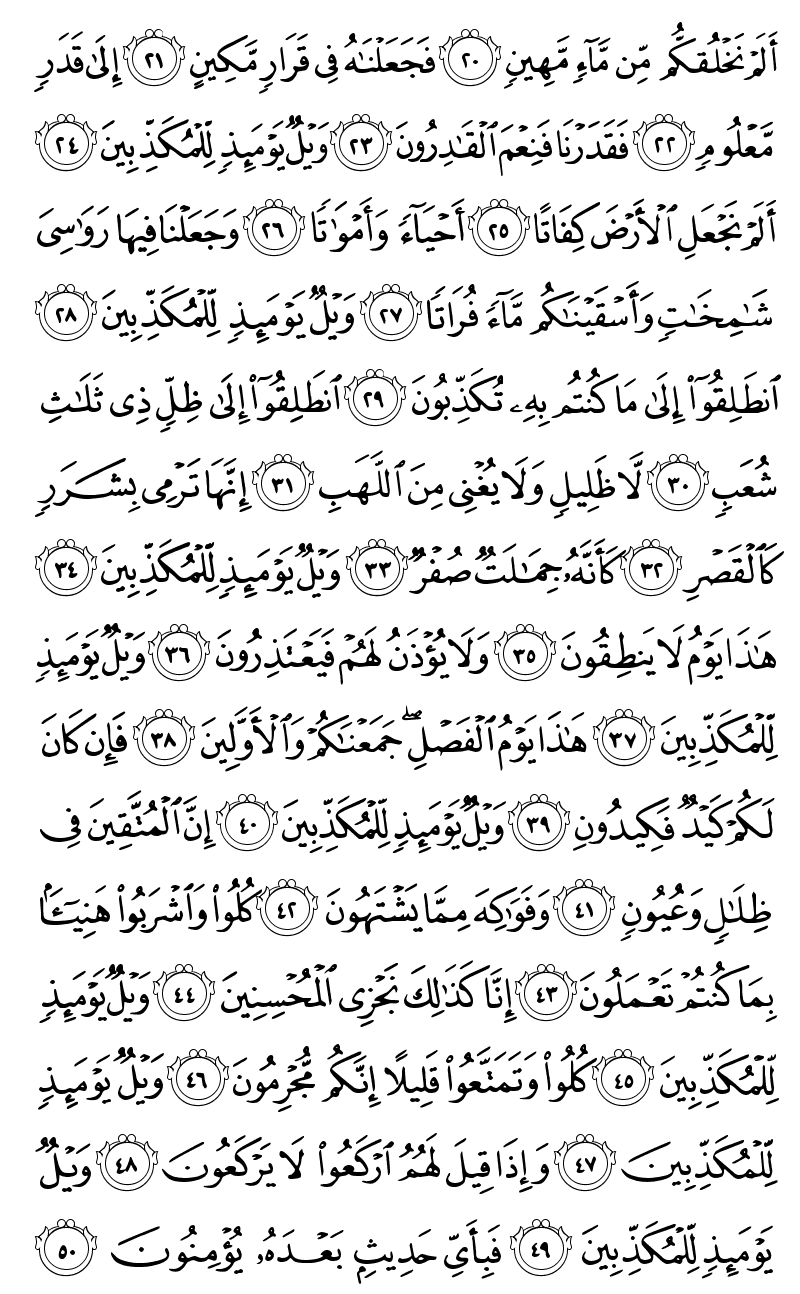 أَلَمۡ نَخۡلُقكُّم مِّن مَّآءٖ مَّهِينٖ ٢٠ فَجَعَلۡنَٰهُ فِي قَرَارٖ مَّكِينٍ ٢١ إِلَىٰ قَدَرٖ
مَّعۡلُومٖ ٢٢ فَقَدَرۡنَا فَنِعۡمَ ٱلۡقَٰدِرُونَ ٢٣ وَيۡلٞ يَوۡمَئِذٖ لِّلۡمُكَذِّبِينَ ٢٤
أَلَمۡ نَجۡعَلِ ٱلۡأَرۡضَ كِفَاتًا ٢٥ أَحۡيَآءٗ وَأَمۡوَٰتٗا ٢٦ وَجَعَلۡنَا فِيهَا رَوَٰسِيَ
شَٰمِخَٰتٖ وَأَسۡقَيۡنَٰكُم مَّآءٗ فُرَاتٗا ٢٧ وَيۡلٞ يَوۡمَئِذٖ لِّلۡمُكَذِّبِينَ ٢٨
ٱنطَلِقُوٓاْ إِلَىٰ مَا كُنتُم بِهِۦ تُكَذِّبُونَ ٢٩ ٱنطَلِقُوٓاْ إِلَىٰ ظِلّٖ ذِي ثَلَٰثِ
شُعَبٖ ٣٠ لَّا ظَلِيلٖ وَلَا يُغۡنِي مِنَ ٱللَّهَبِ ٣١ إِنَّهَا تَرۡمِي بِشَرَرٖ
كَٱلۡقَصۡرِ ٣٢ كَأَنَّهُۥ جِمَٰلَتٞ صُفۡرٞ ٣٣ وَيۡلٞ يَوۡمَئِذٖ لِّلۡمُكَذِّبِينَ ٣٤
هَٰذَا يَوۡمُ لَا يَنطِقُونَ ٣٥ وَلَا يُؤۡذَنُ لَهُمۡ فَيَعۡتَذِرُونَ ٣٦ وَيۡلٞ يَوۡمَئِذٖ
لِّلۡمُكَذِّبِينَ ٣٧ هَٰذَا يَوۡمُ ٱلۡفَصۡلِۖ جَمَعۡنَٰكُمۡ وَٱلۡأَوَّلِينَ ٣٨ فَإِن كَانَ
لَكُمۡ كَيۡدٞ فَكِيدُونِ ٣٩ وَيۡلٞ يَوۡمَئِذٖ لِّلۡمُكَذِّبِينَ ٤٠ إِنَّ ٱلۡمُتَّقِينَ فِي
ظِلَٰلٖ وَعُيُونٖ ٤١ وَفَوَٰكِهَ مِمَّا يَشۡتَهُونَ ٤٢ كُلُواْ وَٱشۡرَبُواْ هَنِيٓـَٔۢا
بِمَا كُنتُمۡ تَعۡمَلُونَ ٤٣ إِنَّا كَذَٰلِكَ نَجۡزِي ٱلۡمُحۡسِنِينَ ٤٤ وَيۡلٞ يَوۡمَئِذٖ
لِّلۡمُكَذِّبِينَ ٤٥ كُلُواْ وَتَمَتَّعُواْ قَلِيلًا إِنَّكُم مُّجۡرِمُونَ ٤٦ وَيۡلٞ يَوۡمَئِذٖ
لِّلۡمُكَذِّبِينَ ٤٧ وَإِذَا قِيلَ لَهُمُ ٱرۡكَعُواْ لَا يَرۡكَعُونَ ٤٨ وَيۡلٞ
يَوۡمَئِذٖ لِّلۡمُكَذِّبِينَ ٤٩ فَبِأَيِّ حَدِيثِۭ بَعۡدَهُۥ يُؤۡمِنُونَ ٥٠